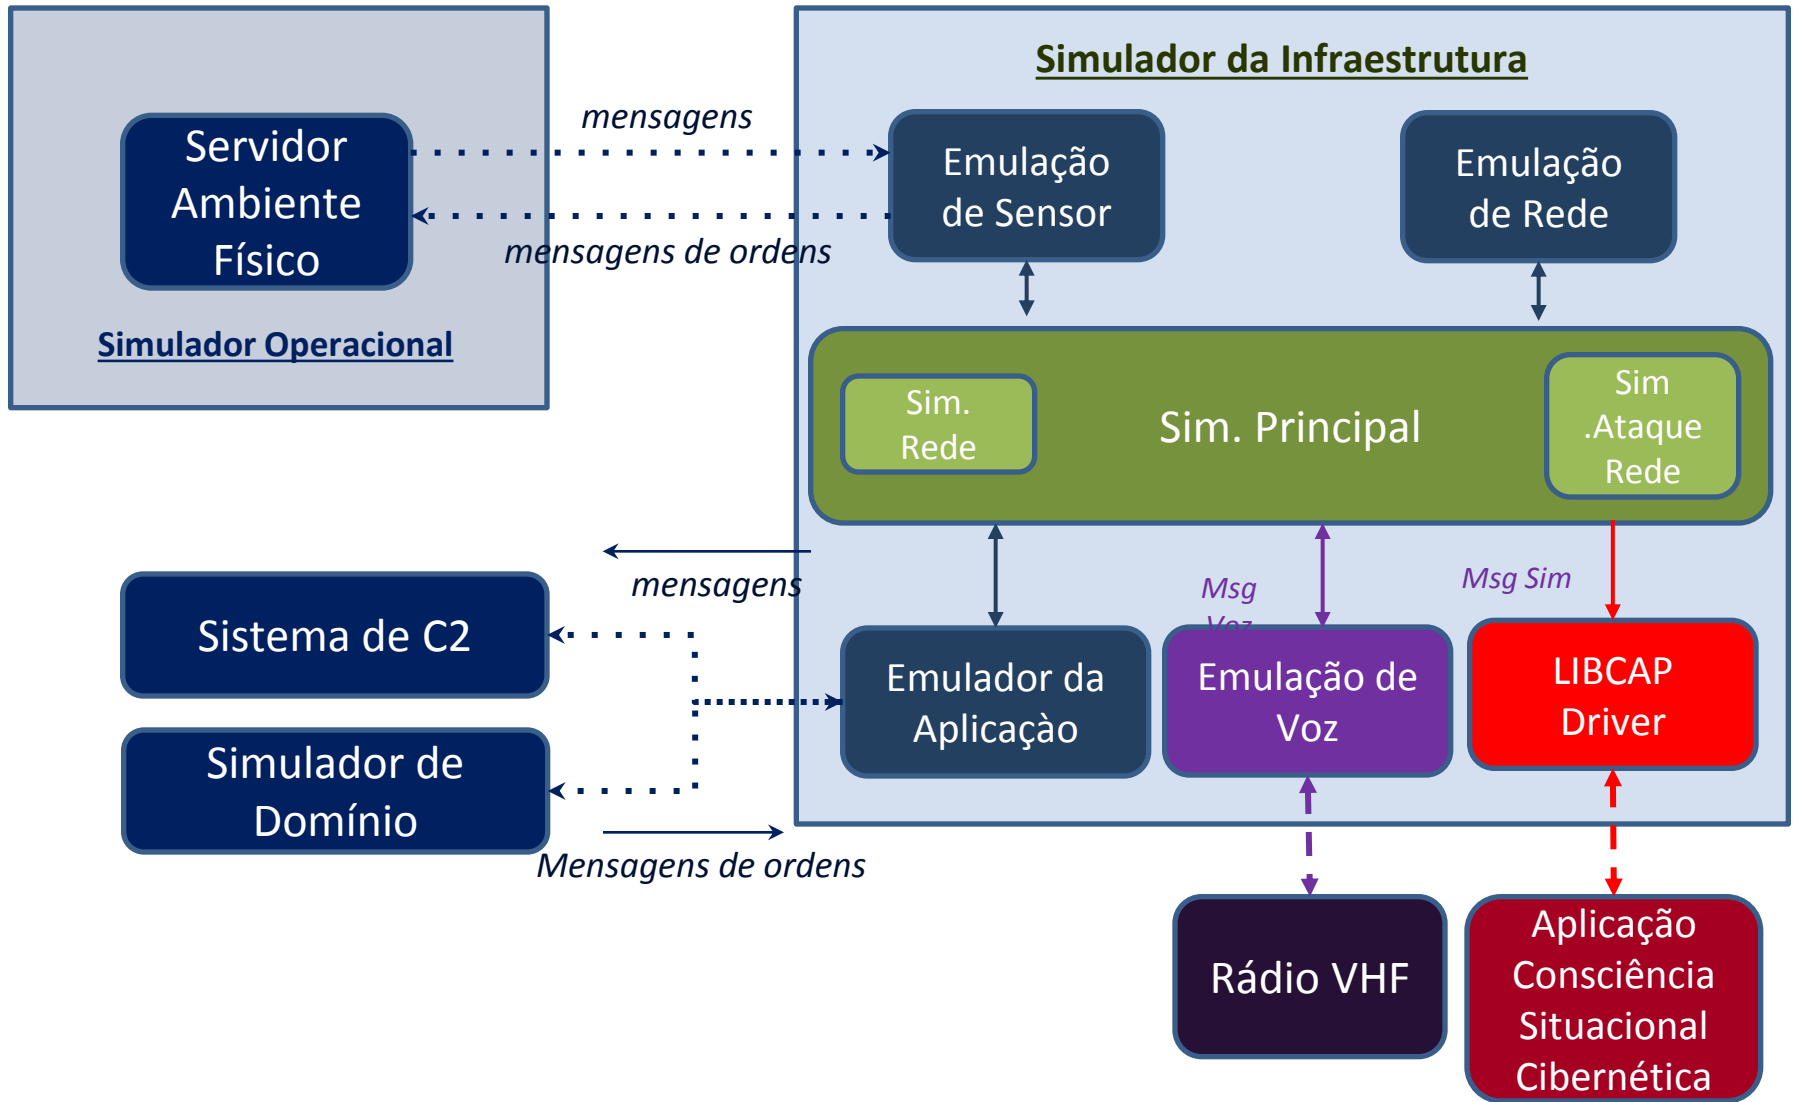 Simulador da Infraestrutura
mensagens
Servidor
Ambiente
Físico
Emulação
de Sensor
Emulação
de Rede
mensagens de ordens
Simulador Operacional
Sim.
Rede
Sim. Principal
Sim
.Ataque
Rede
mensagens
Msg
Voz
Msg Sim
Sistema de C2
Emulador da
Aplicaçào
Emulação de
Voz
LIBCAP
Driver
Simulador de
Domínio
Mensagens de ordens
Rádio VHF
Aplicação
Consciência
Situacional
Cibernética